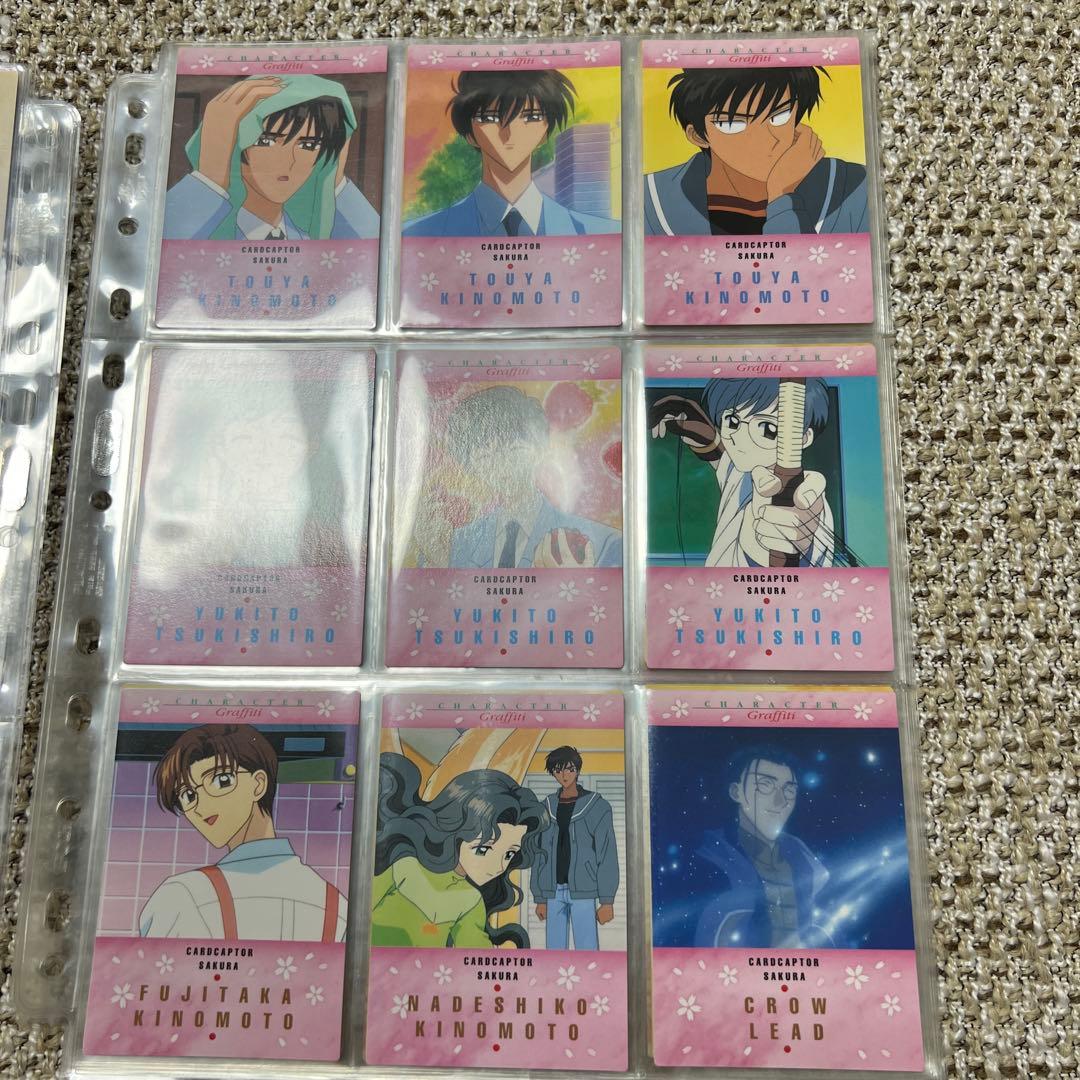 CHARACTER
Graffiti
CARDCAPTOR
SAKURA
TOUYA
KINOMOTO
CHARACTER
Graffiti
CARDCAPTOR
SAKURA
TOUYA
KINOMOTO
CHARACTER
Graffiti
CARDCAPTOR
SAKURA
TOUYA
KINOMOTO
CARDCAPTOR
SAKURA
YUKITO
TSUKISHIRO
CHARACTER
Graffiti
CARDCAPTOR
SAKURA
YUKITO
TSUKISHIRO
CHARACTER
Graffiti
CARDCAPTOR
SAKURA
YUKITO
TSUKISHIRO
CHARACTER
Graffiti
CARDCAPTOR
SAKURA
FUJITAKA
KINOMOTO
CHARACTER
Graffiti
CARDCAPTOR
SAKURA
NADESHIKO
KINOMOTO
CHARACTER
Graffiti
CARDCAPTOR
SAKURA
CROW
LEAD